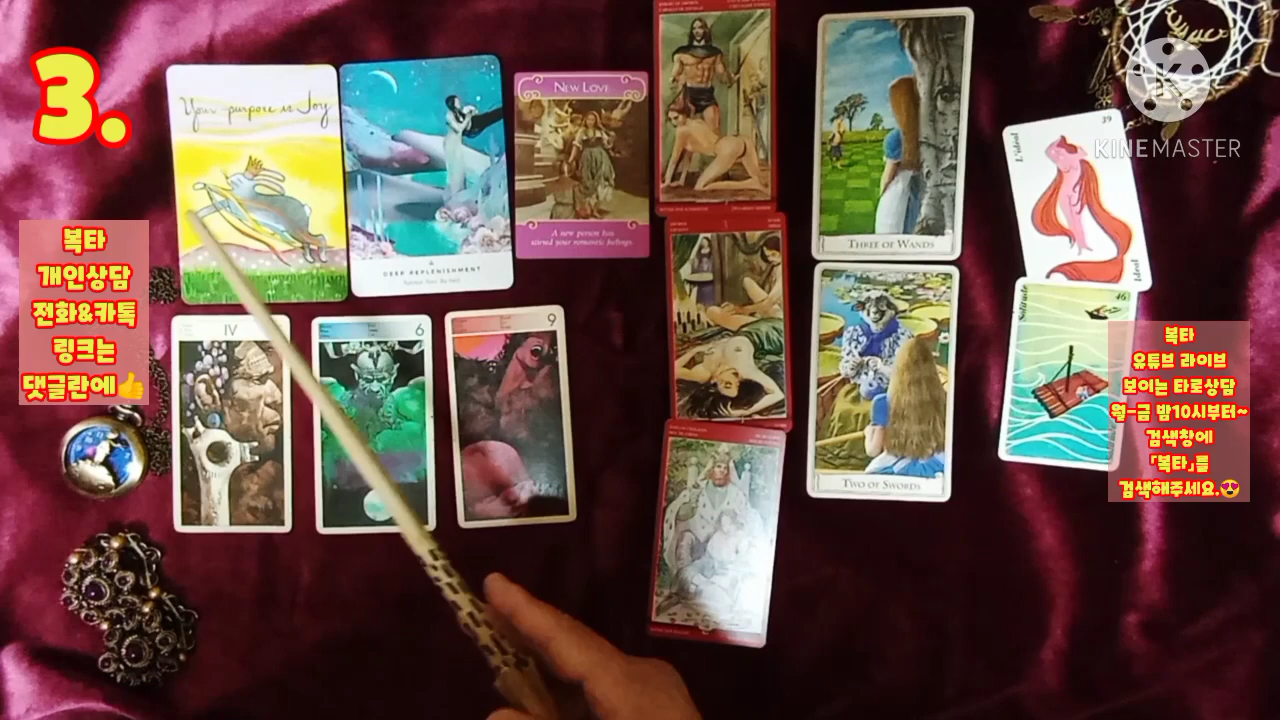 3.
Your purpose is Joy
DEEP REPLENISHMENT
NEW LOVE
A new person has
stirred your romantic feelings.
THREE OF WANDS
TWO OF SWORDS
39
L'idéal
Ideal
46
Solitude
IV
6
9
K
KINEMASTER
복타
개인상담
전화&카톡
링크는
댓글란에👍
복타
유튜브 라이브
보이는 타로상담
월-금 밤10시부터~
검색창에
「복타」를
검색해주세요.😍